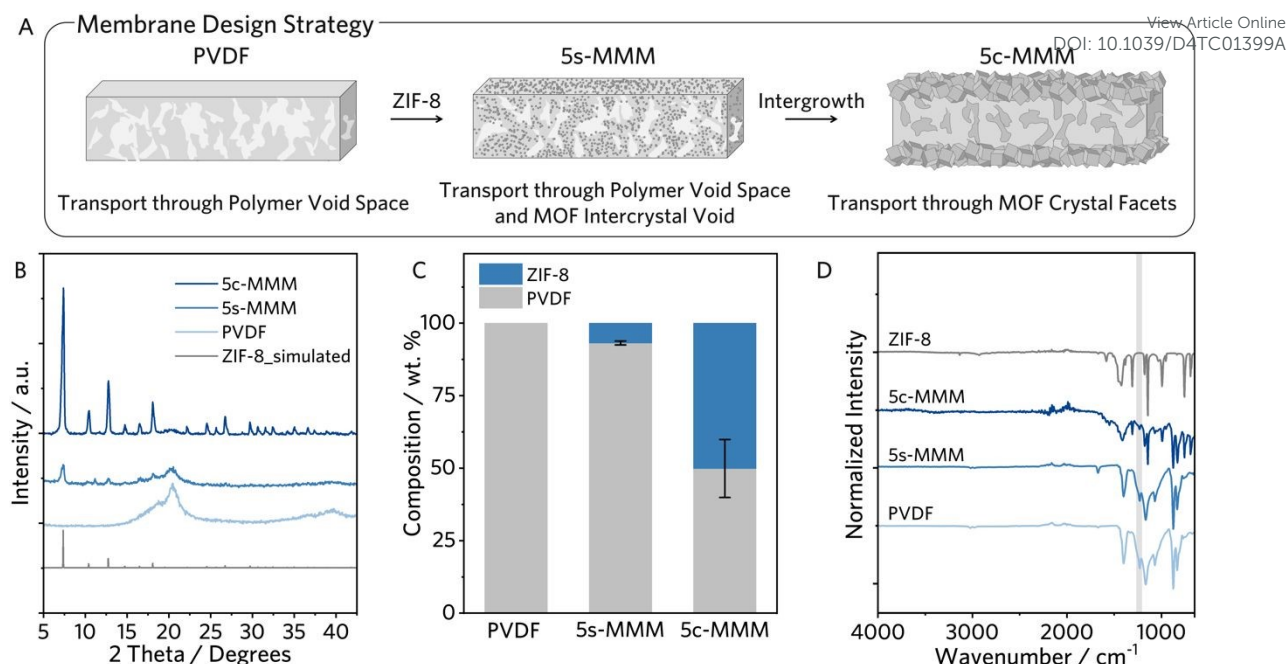 View Article Online
DOI: 10.1039/D4TC01399A
A
Membrane Design Strategy
PVDF
5s-MMM
5c-MMM
ZIF-8
Intergrowth
Transport through Polymer Void Space
Transport through Polymer Void Space
and MOF Intercrystal Void
Transport through MOF Crystal Facets
B
5c-MMM
5s-MMM
PVDF
ZIF-8_simulated
Intensity / a.u.
5 10 15 20 25 30 35 40
2 Theta / Degrees
C
ZIF-8
PVDF
Composition / wt. %
100
75
50
25
0
PVDF 5s-MMM 5c-MMM
D
ZIF-8
5c-MMM
5s-MMM
PVDF
Normalized Intensity
4000 3000 2000 1000
Wavenumber / cm⁻¹